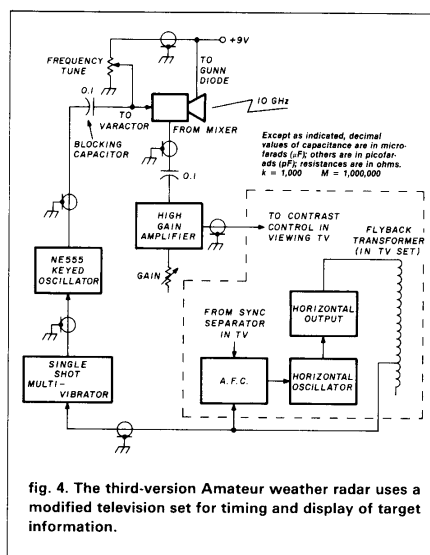 +9V
FREQUENCY
TUNE
TO
GUNN
DIODE
0.1
TO
VARACTOR
10 GHz
FROM MIXER
BLOCKING
CAPACITOR
Except as indicated, decimal
values of capacitance are in micro-
farads (µF); others are in picofar-
ads (pF); resistances are in ohms.
k = 1,000 M = 1,000,000
0.1
HIGH
GAIN
AMPLIFIER
TO CONTRAST
CONTROL IN
VIEWING TV
FLYBACK
TRANSFORMER
(IN TV SET)
GAIN
NE555
KEYED
OSCILLATOR
HORIZONTAL
OUTPUT
FROM SYNC
SEPARATOR
IN TV
SINGLE
SHOT
MULTI-
VIBRATOR
A.F.C.
HORIZONTAL
OSCILLATOR
fig. 4. The third-version Amateur weather radar uses a
modified television set for timing and display of target
information.